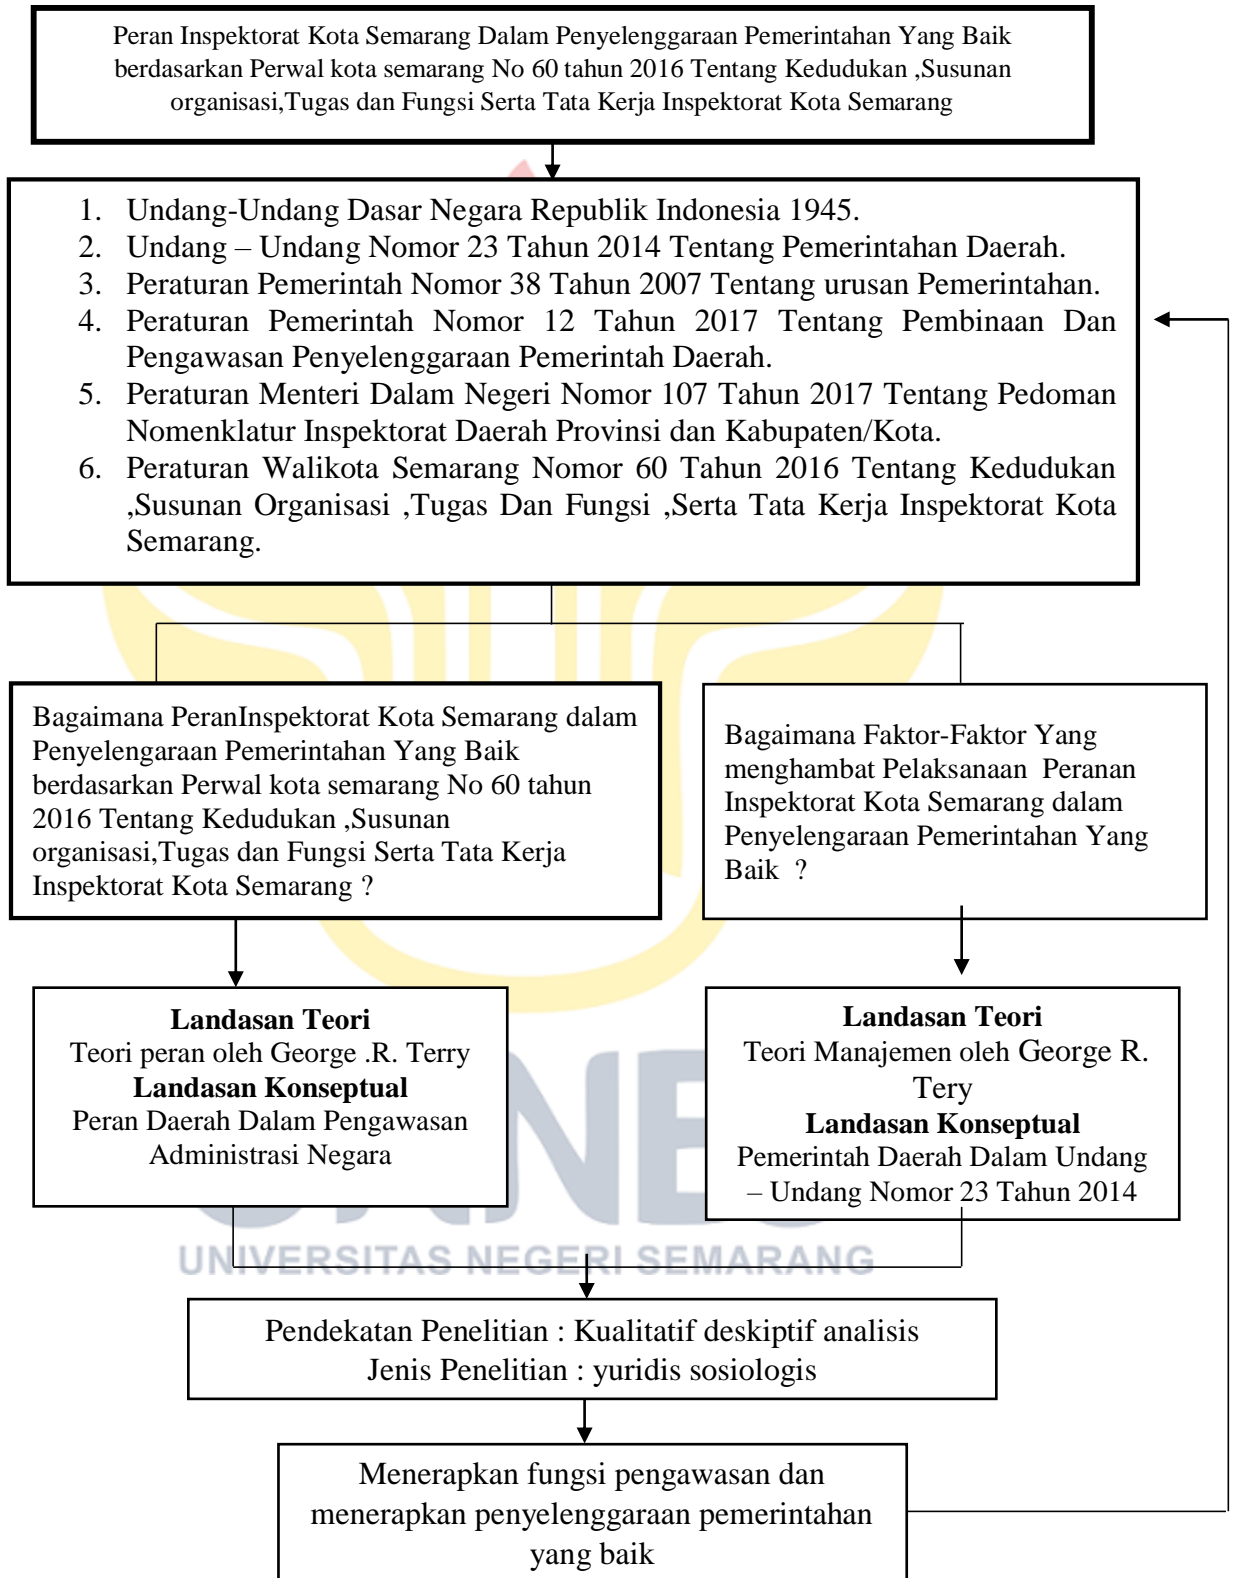 Peran Inspektorat Kota Semarang Dalam Penyelenggaraan Pemerintahan Yang Baik
berdasarkan Perwal kota semarang No 60 tahun 2016 Tentang Kedudukan ,Susunan
organisasi,Tugas dan Fungsi Serta Tata Kerja Inspektorat Kota Semarang
1. Undang-Undang Dasar Negara Republik Indonesia 1945.
2. Undang – Undang Nomor 23 Tahun 2014 Tentang Pemerintahan Daerah.
3. Peraturan Pemerintah Nomor 38 Tahun 2007 Tentang urusan Pemerintahan.
4. Peraturan Pemerintah Nomor 12 Tahun 2017 Tentang Pembinaan Dan
Pengawasan Penyelenggaraan Pemerintah Daerah.
5. Peraturan Menteri Dalam Negeri Nomor 107 Tahun 2017 Tentang Pedoman
Nomenklatur Inspektorat Daerah Provinsi dan Kabupaten/Kota.
6. Peraturan Walikota Semarang Nomor 60 Tahun 2016 Tentang Kedudukan
,Susunan Organisasi ,Tugas Dan Fungsi ,Serta Tata Kerja Inspektorat Kota
Semarang.
Bagaimana PeranInspektorat Kota Semarang dalam
Penyelengaraan Pemerintahan Yang Baik
berdasarkan Perwal kota semarang No 60 tahun
2016 Tentang Kedudukan ,Susunan
organisasi,Tugas dan Fungsi Serta Tata Kerja
Inspektorat Kota Semarang ?
Bagaimana Faktor-Faktor Yang
menghambat Pelaksanaan Peranan
Inspektorat Kota Semarang dalam
Penyelengaraan Pemerintahan Yang
Baik ?
Landasan Teori
Teori peran oleh George .R. Terry
Landasan Konseptual
Peran Daerah Dalam Pengawasan
Administrasi Negara
Landasan Teori
Teori Manajemen oleh George R.
Tery
Landasan Konseptual
Pemerintah Daerah Dalam Undang
– Undang Nomor 23 Tahun 2014
UNNES
UNIVERSITAS NEGERI SEMARANG
Pendekatan Penelitian : Kualitatif deskiptif analisis
Jenis Penelitian : yuridis sosiologis
Menerapkan fungsi pengawasan dan
menerapkan penyelenggaraan pemerintahan
yang baik